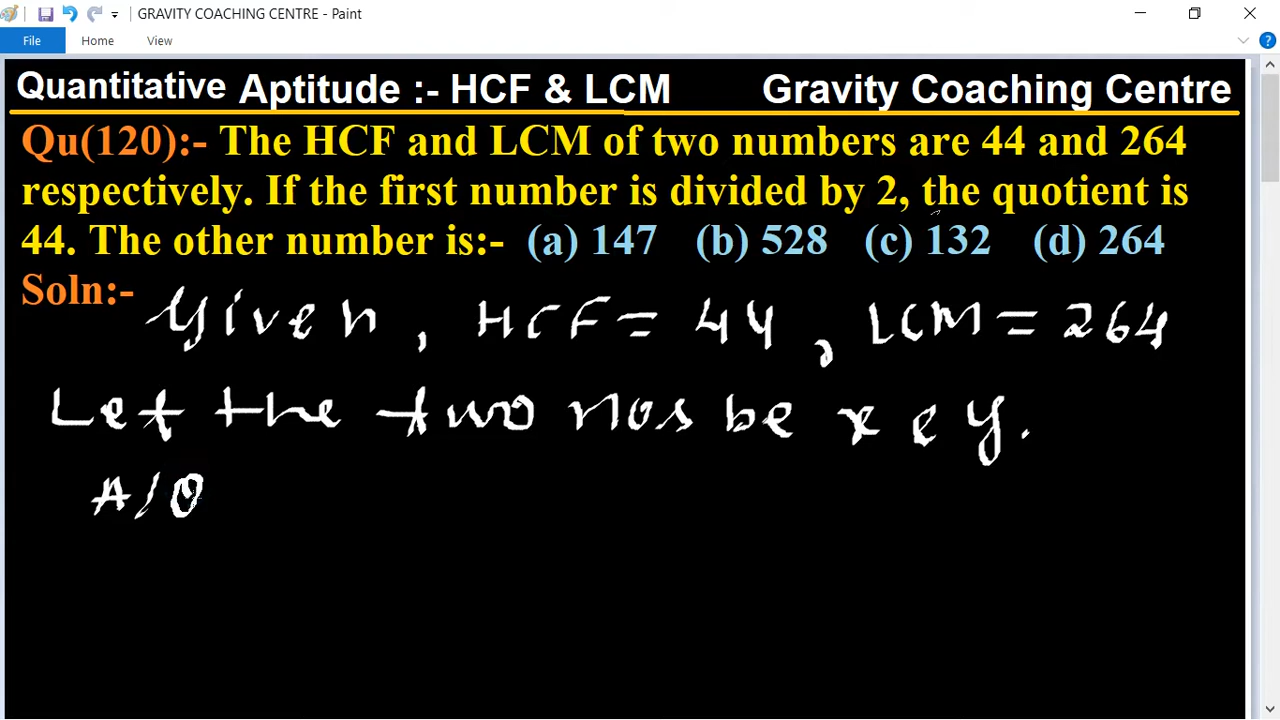 GRAVITY COACHING CENTRE - Paint
File Home View
Quantitative Aptitude :- HCF & LCM Gravity Coaching Centre
Qu(120):- The HCF and LCM of two numbers are 44 and 264
respectively. If the first number is divided by 2, the quotient is
44. The other number is:- (a) 147 (b) 528 (c) 132 (d) 264
Soln:- Given, HCF = 44, LCM = 264
Let the two nos be x & y.
A/Q